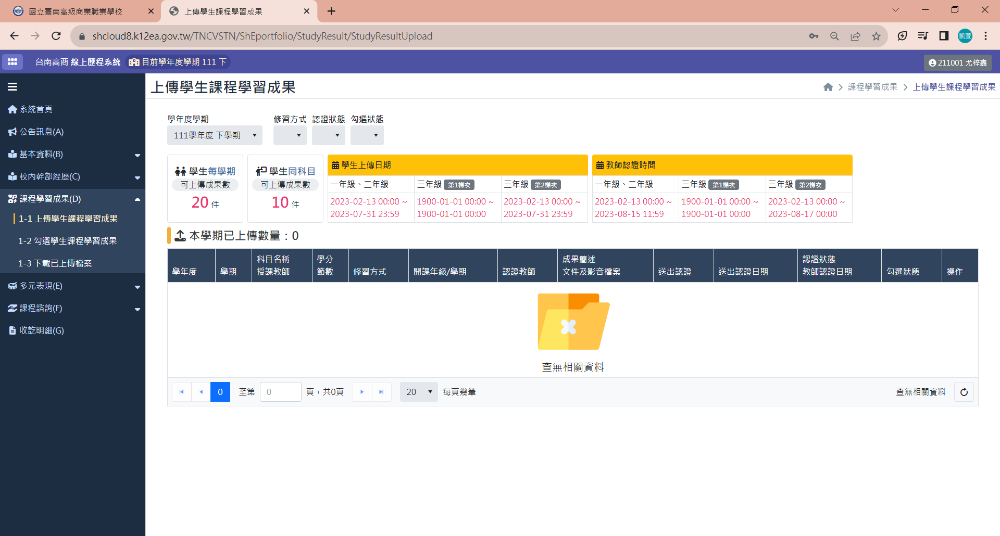 國立臺南高級商業職業學校
上傳學生課程學習成果
shcloud8.k12ea.gov.tw/TNCVSTN/ShEportfolio/StudyResult/StudyResultUpload
凱萱
台南高商 線上歷程系統
目前學年度學期 111 下
211001 尤梓鑫
系統首頁
公告訊息(A)
基本資料(B)
校內幹部經歷(C)
課程學習成果(D)
1-1 上傳學生課程學習成果
1-2 勾選學生課程學習成果
1-3 下載已上傳檔案
多元表現(E)
課程諮詢(F)
收訖明細(G)
上傳學生課程學習成果
課程學習成果 > 上傳學生課程學習成果
學年度學期
111學年度 下學期
修習方式
認證狀態
勾選狀態
學生每學期
可上傳成果數
20 件
學生同科目
可上傳成果數
10 件
學生上傳日期
一年級、二年級
三年級 第1梯次
三年級 第2梯次
2023-02-13 00:00 ~
2023-07-31 23:59
1900-01-01 00:00 ~
1900-01-01 00:00
2023-02-13 00:00 ~
2023-07-31 23:59
教師認證時間
一年級、二年級
三年級 第1梯次
三年級 第2梯次
2023-02-13 00:00 ~
2023-08-15 11:59
1900-01-01 00:00 ~
1900-01-01 00:00
2023-02-13 00:00 ~
2023-08-17 00:00
本學期已上傳數量：0
學年度
學期
科目名稱
授課教師
學分
節數
修習方式
開課年級/學期
認證教師
成果簡述
文件及影音檔案
送出認證
送出認證日期
認證狀態
教師認證日期
勾選狀態
操作
查無相關資料
0
至第 0 頁，共0頁
20 每頁幾筆
查無相關資料